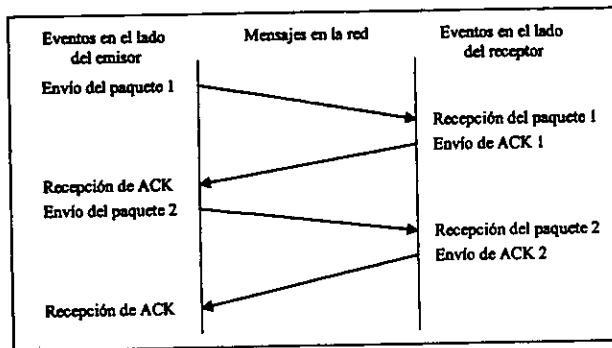 Eventos en el lado
del emisor
Mensajes en la red
Eventos en el lado
del receptor
Envío del paquete 1
Recepción del paquete 1
Envío de ACK 1
Recepción de ACK
Envío del paquete 2
Recepción del paquete 2
Envío de ACK 2
Recepción de ACK